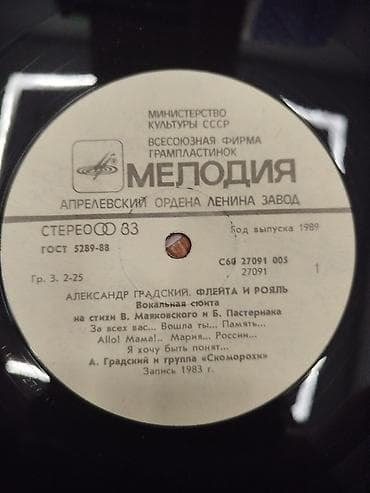 МИНИСТЕРСТВО
КУЛЬТУРЫ СССР
ВСЕСОЮЗНАЯ ФИРМА
ГРАМПЛАСТИНОК
МЕЛОДИЯ
АПРЕЛЕВСКИЙ ОРДЕНА ЛЕНИНА ЗАВОД
СТЕРЕО 33
Год выпуска 1989
ГОСТ 5289-88
С60 27091 005
27091
Гр. 3. 2-25
1
АЛЕКСАНДР ГРАДСКИЙ. ФЛЕЙТА И РОЯЛЬ
Вокальная сюита
на стихи В. Маяковского и Б. Пастернака
За всех вас... Вошла ты... Память...
Allo! Мама!.. Мария... России...
Я хочу быть понят...
А. Градский и группа «Скоморохи»
Запись 1983 г.